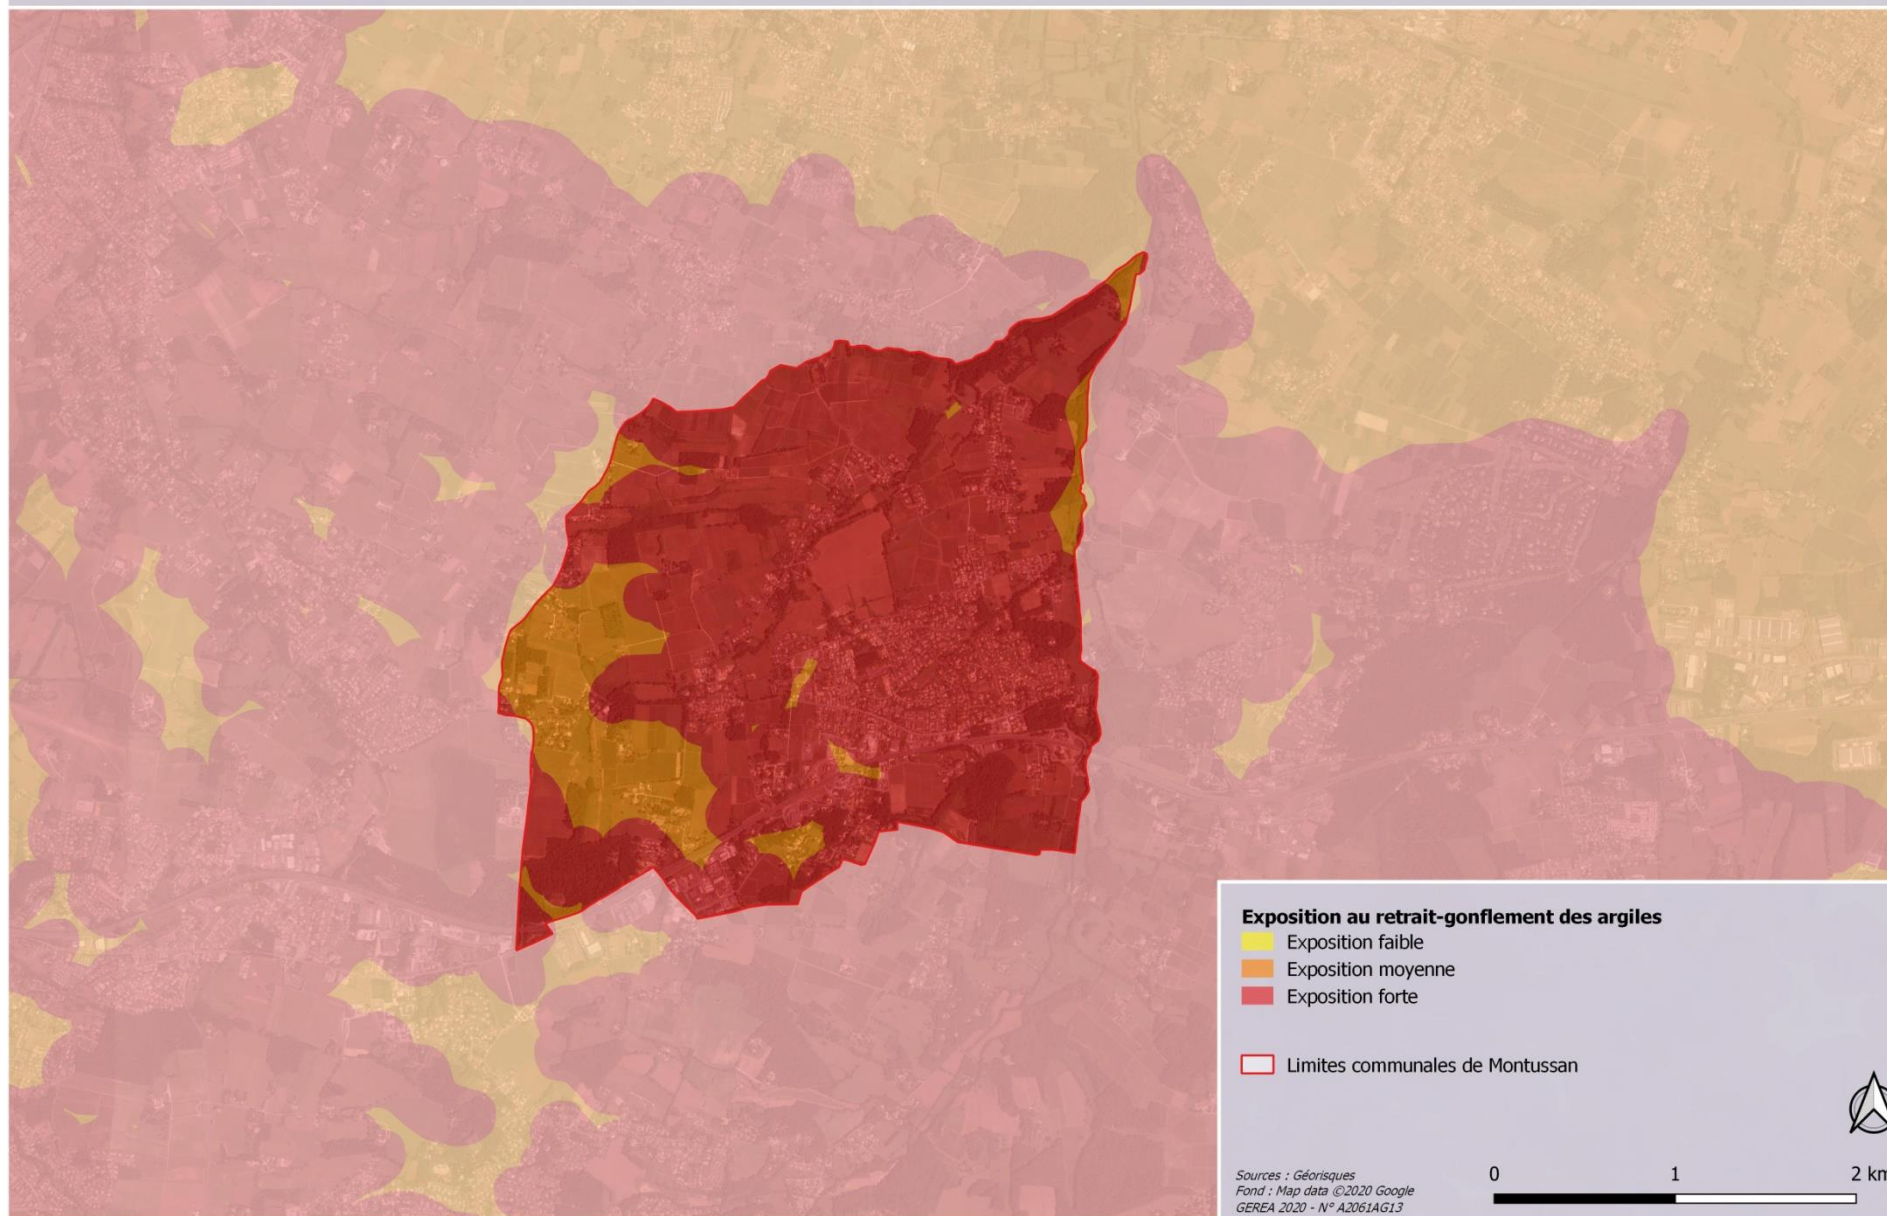 Exposition au retrait-gonflement des argiles
Exposition faible
Exposition moyenne
Exposition forte
Limites communales de Montussan
Sources : Géorisques
Fond : Map data ©2020 Google
GEREA 2020 - N° A2061AG13
0 1 2 km